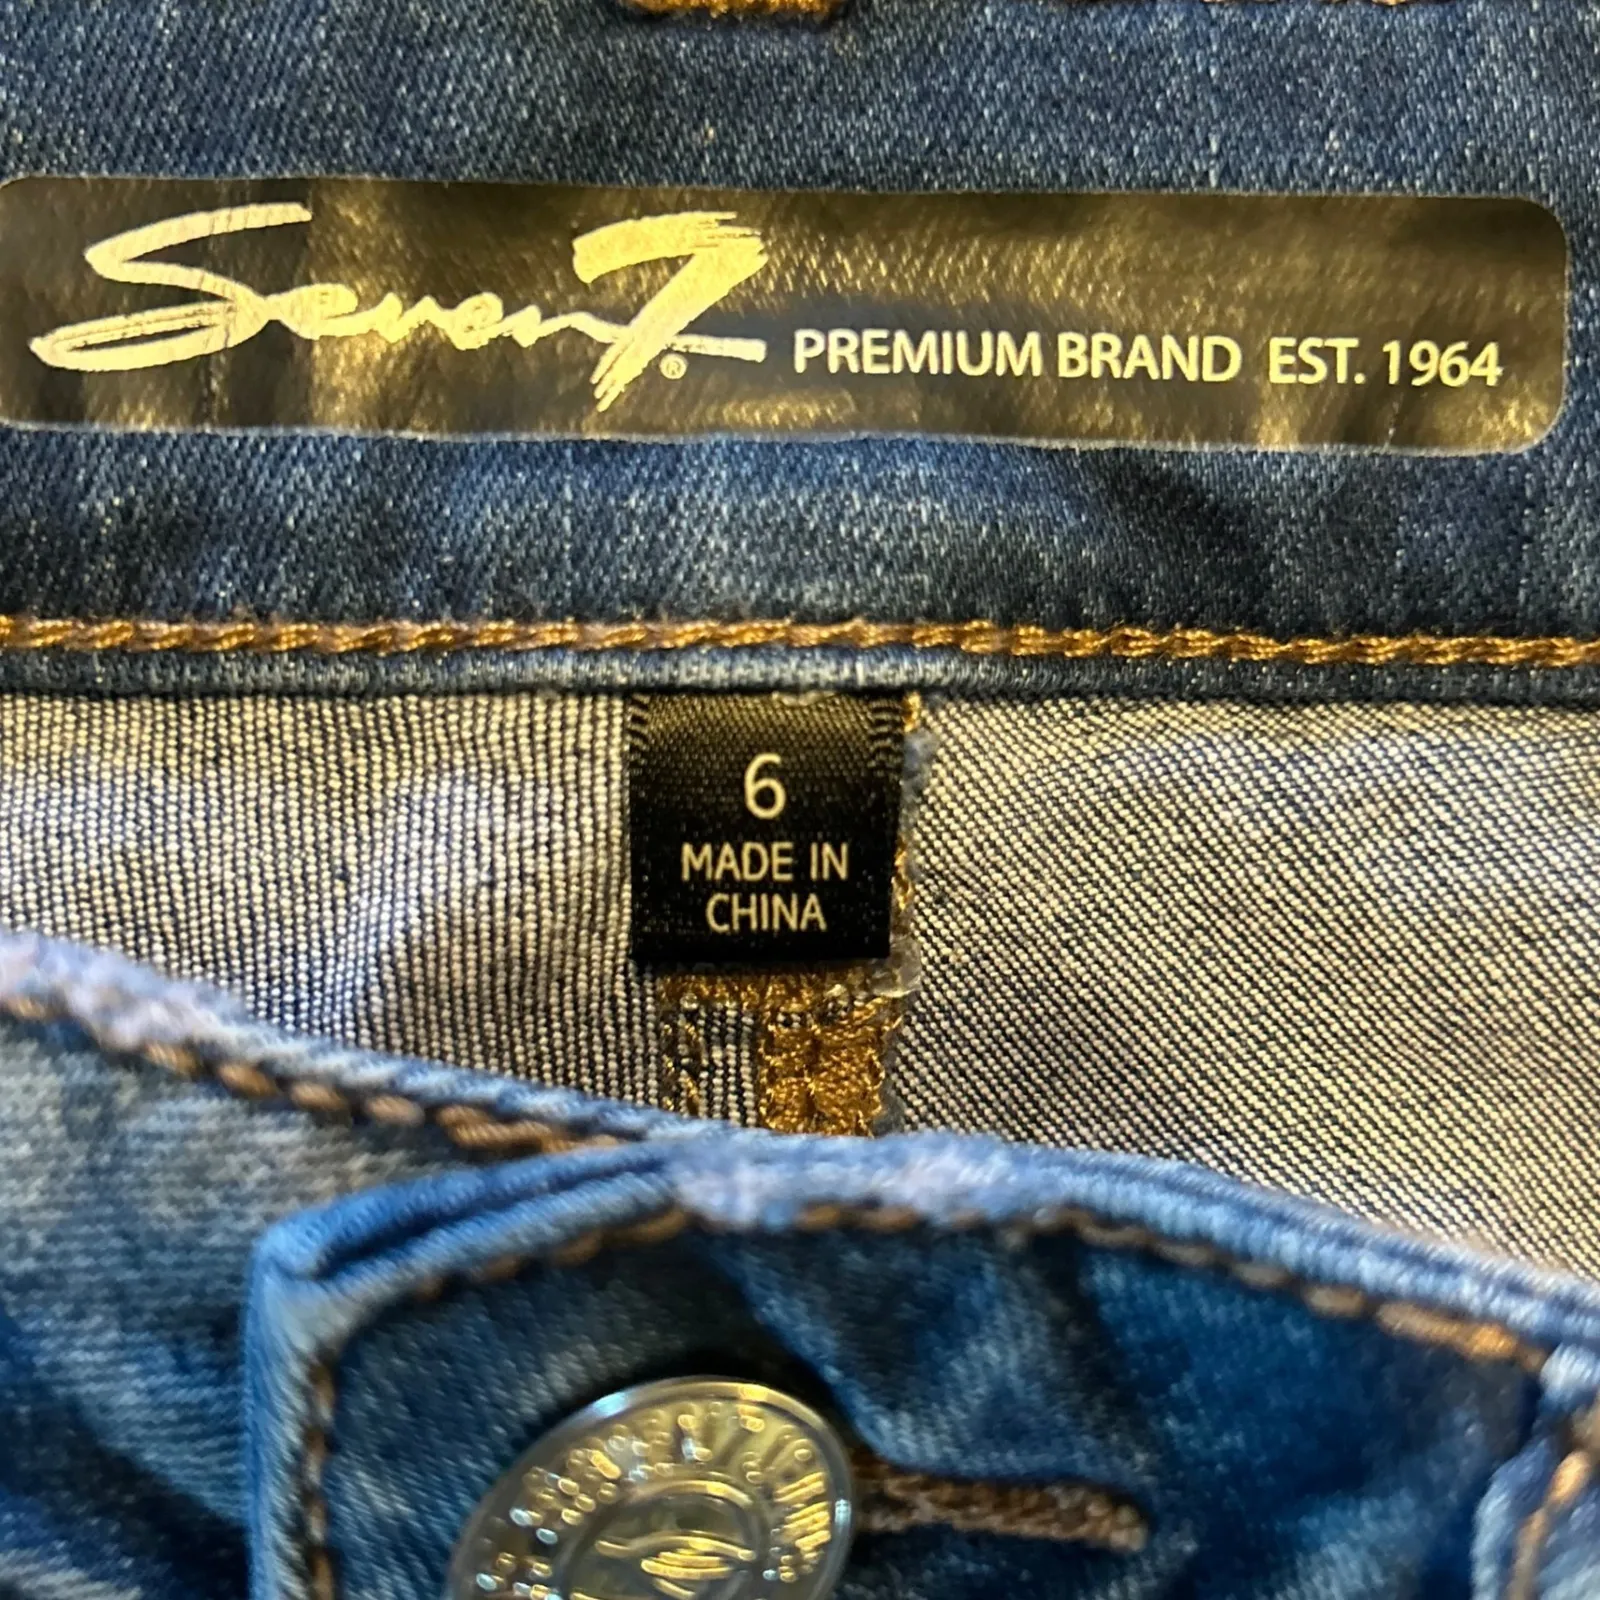 Seven7® PREMIUM BRAND EST. 1964
6
MADE IN
CHINA